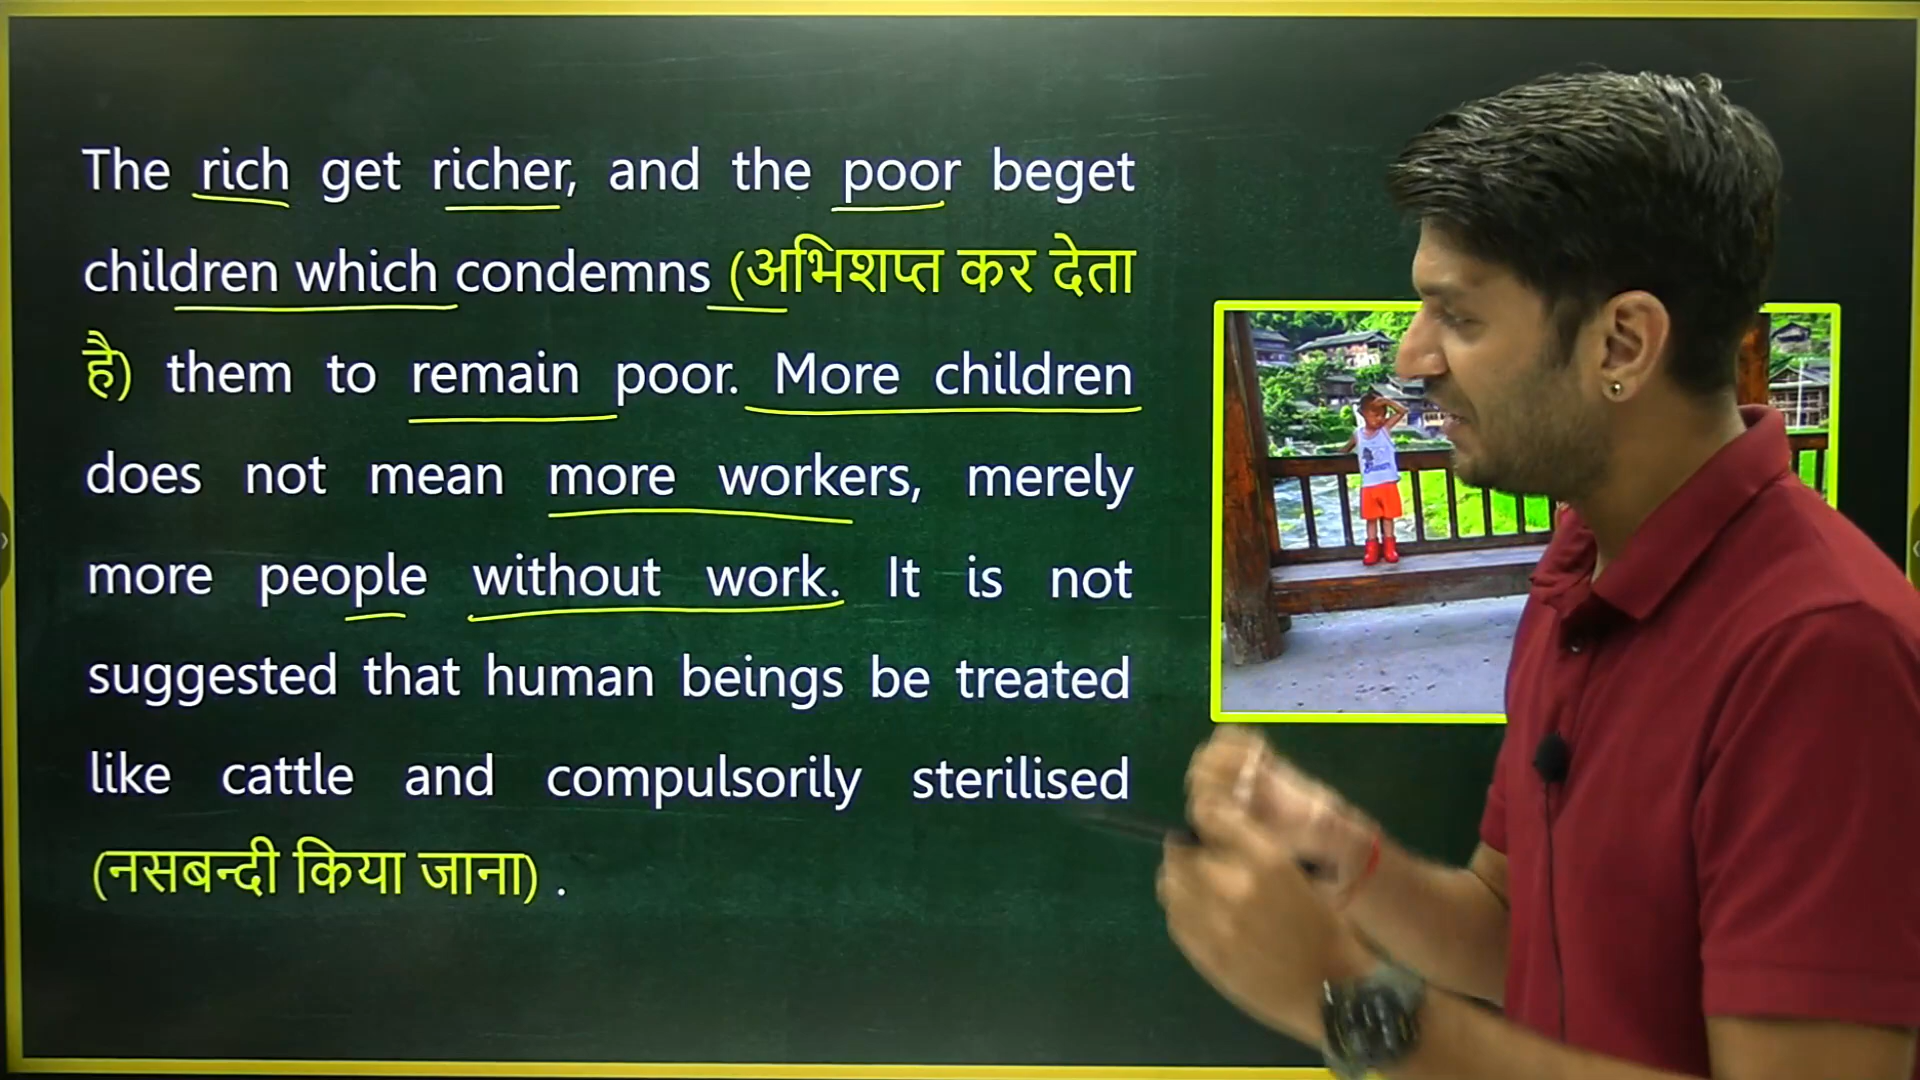 The rich get richer, and the poor beget
children which condemns (अभिशप्त कर देता
है) them to remain poor. More children
does not mean more workers, merely
more people without work. It is not
suggested that human beings be treated
like cattle and compulsorily sterilised
(नसबन्दी किया जाना) .